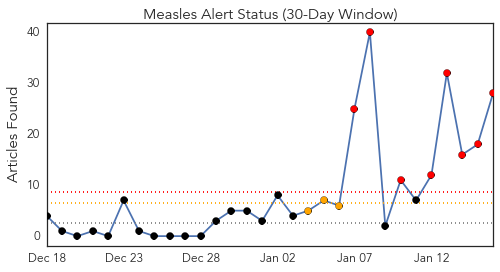 Measles Alert Status (30-Day Window)
Articles Found
40
30
20
10
0
Dec 18 Dec 23 Dec 28 Jan 02 Jan 07 Jan 12